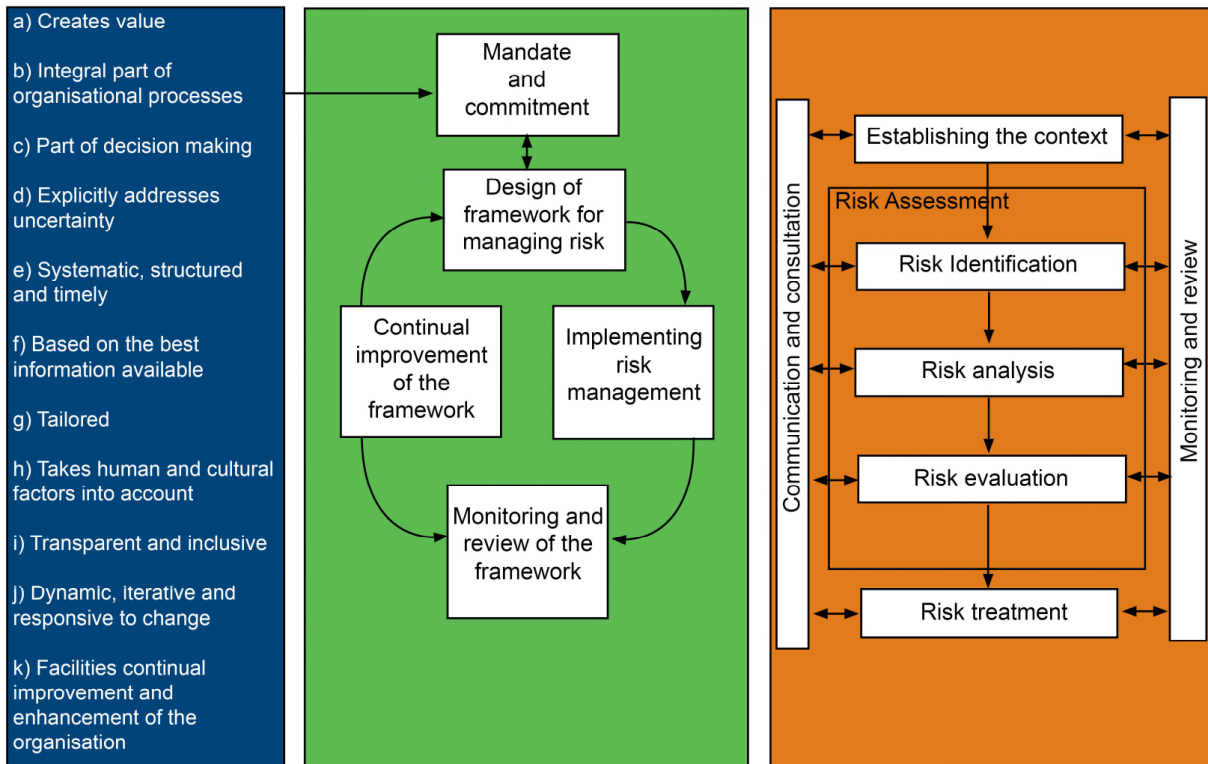 a) Creates value
b) Integral part of
organisational processes
c) Part of decision making
d) Explicitly addresses
uncertainty
e) Systematic, structured
and timely
f) Based on the best
information available
g) Tailored
h) Takes human and cultural
factors into account
i) Transparent and inclusive
j) Dynamic, iterative and
responsive to change
k) Facilities continual
improvement and
enhancement of the
organisation
Mandate
and
commitment
Design of
framework for
managing risk
Continual
improvement
of the
framework
Implementing
risk
management
Monitoring and
review of the
framework
Communication and consultation
Establishing the context
Risk Assessment
Risk Identification
Risk analysis
Risk evaluation
Risk treatment
Monitoring and review